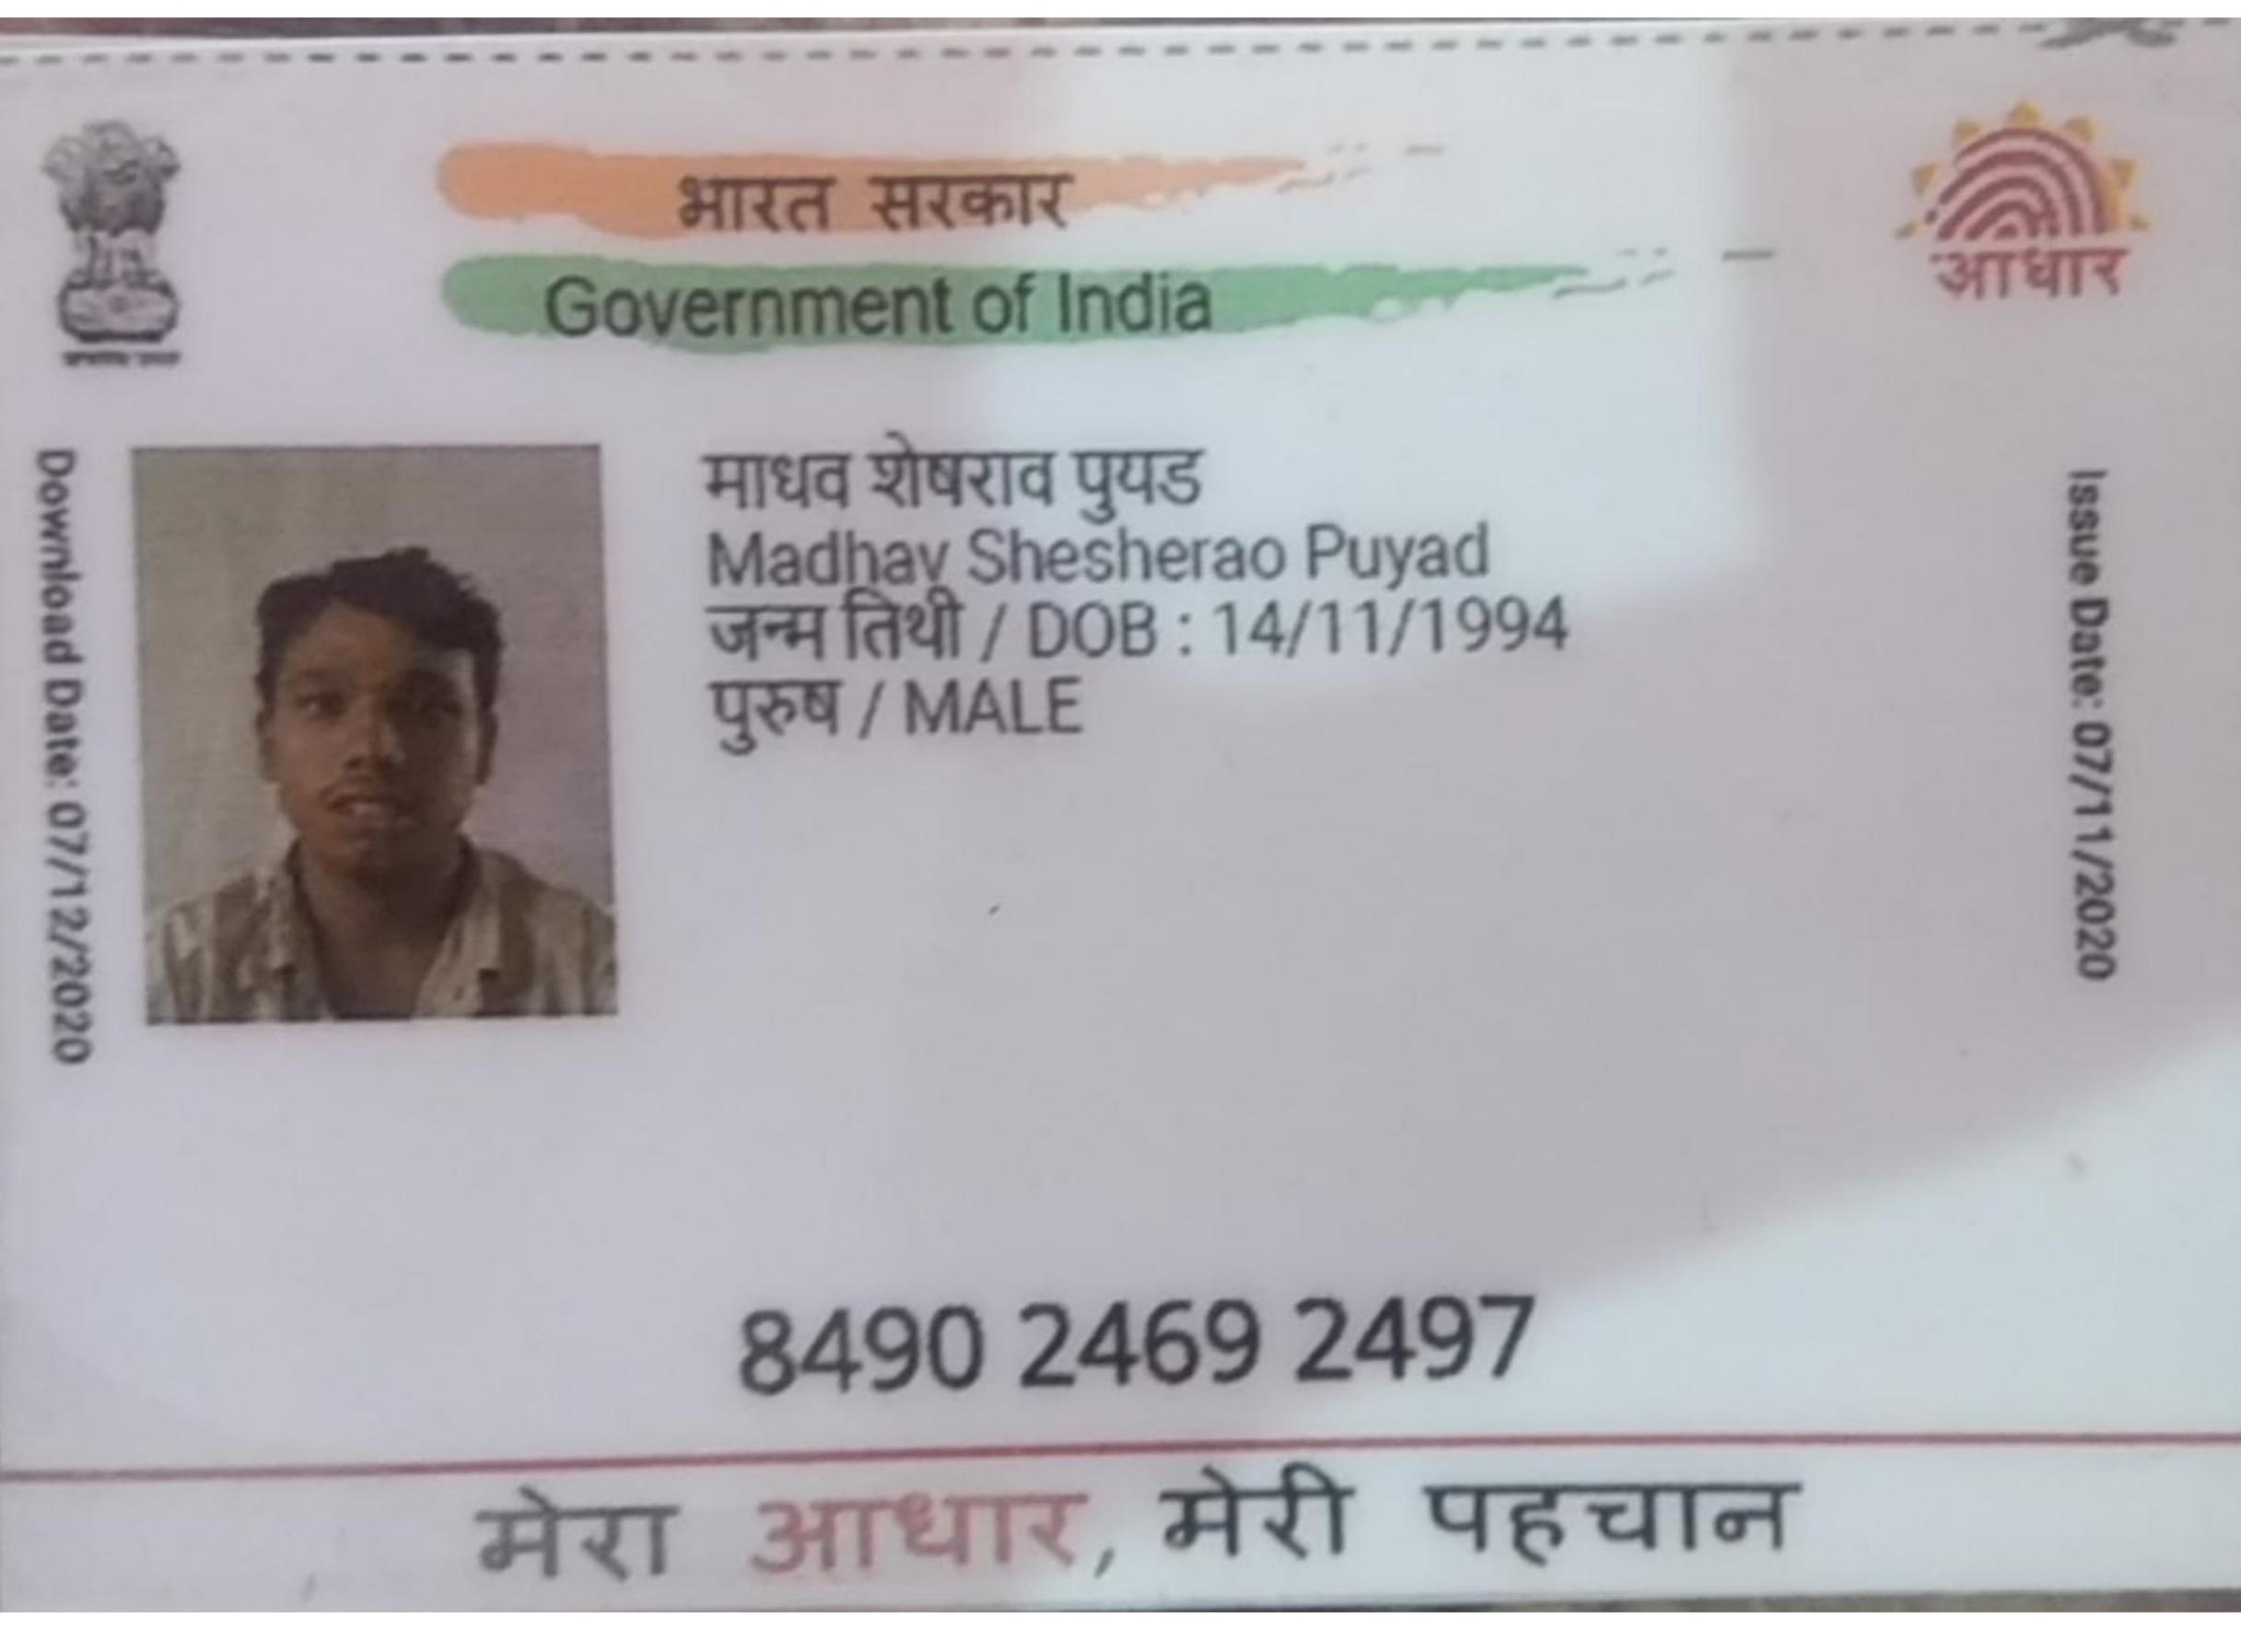 भारत सरकार
Government of India
आधार
Download Date: 07/12/2020
माधव शेषराव पुयड
Madhav Shesherao Puyad
जन्म तिथी / DOB : 14/11/1994
पुरुष / MALE
Issue Date: 07/11/2020
8490 2469 2497
मेरा आधार, मेरी पहचान